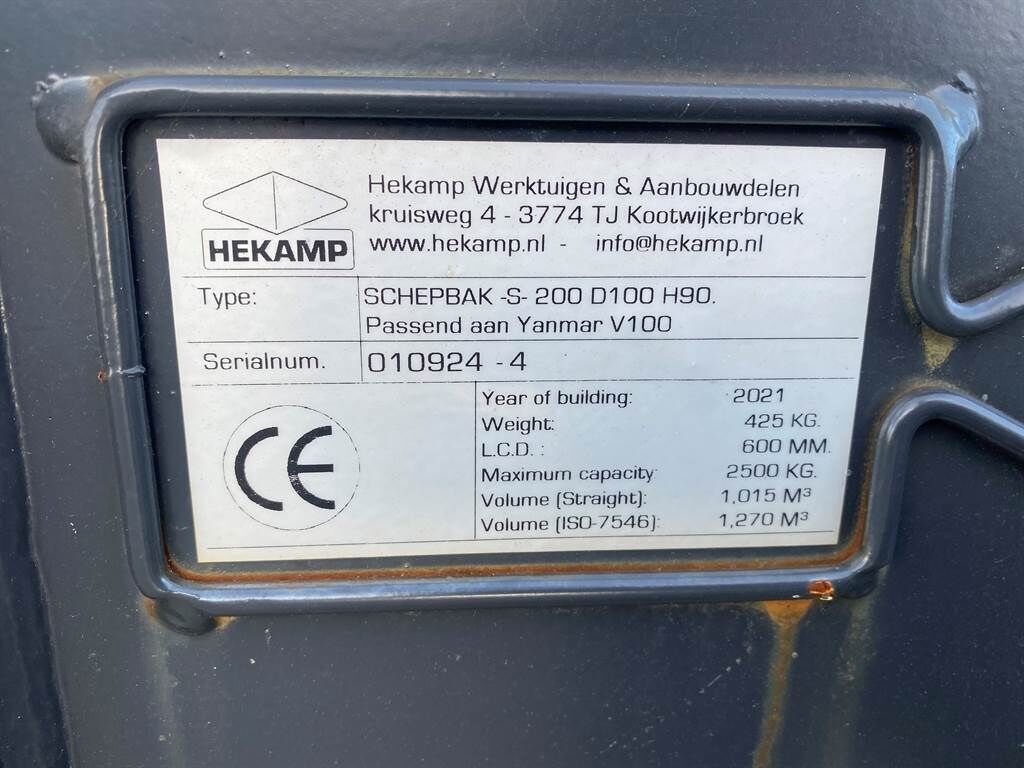 Hekamp Werktuigen & Aanbouwdelen
kruisweg 4 - 3774 TJ Kootwijkerbroek
HEKAMP
www.hekamp.nl - info@hekamp.nl
Type: SCHEPBAK -S- 200 D100 H90.
Passend aan Yanmar V100
Serialnum. 010924 - 4
CE
Year of building: 2021
Weight: 425 KG.
L.C.D. : 600 MM.
Maximum capacity 2500 KG.
Volume (Straight): 1,015 M³
Volume (ISO-7546): 1,270 M³